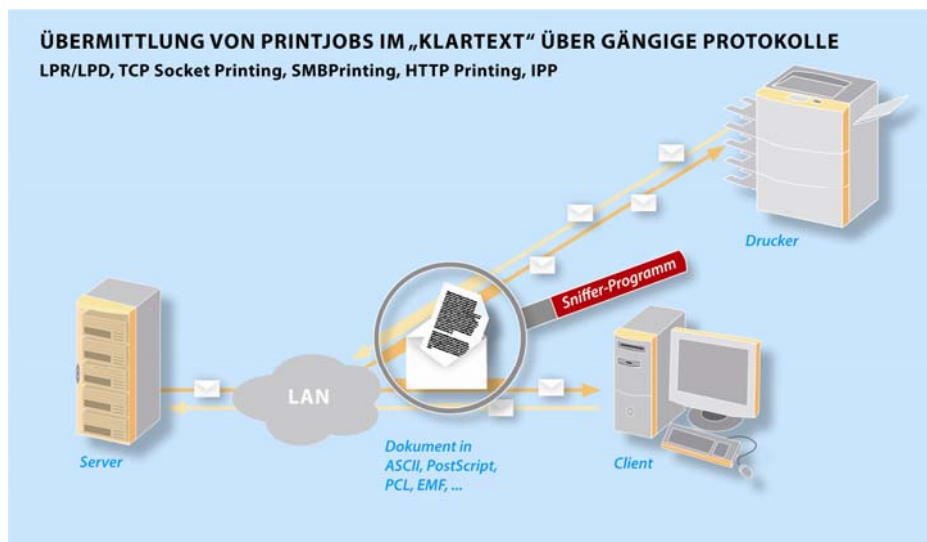 ÜBERMITTLUNG VON PRINTJOBS IM „KLARTEXT“ ÜBER GÄNGIGE PROTOKOLLE
LPR/LPD, TCP Socket Printing, SMBPrinting, HTTP Printing, IPP
Drucker
Sniffer-Programm
LAN
Server
Dokument in
ASCII, PostScript,
PCL, EMF, ...
Client